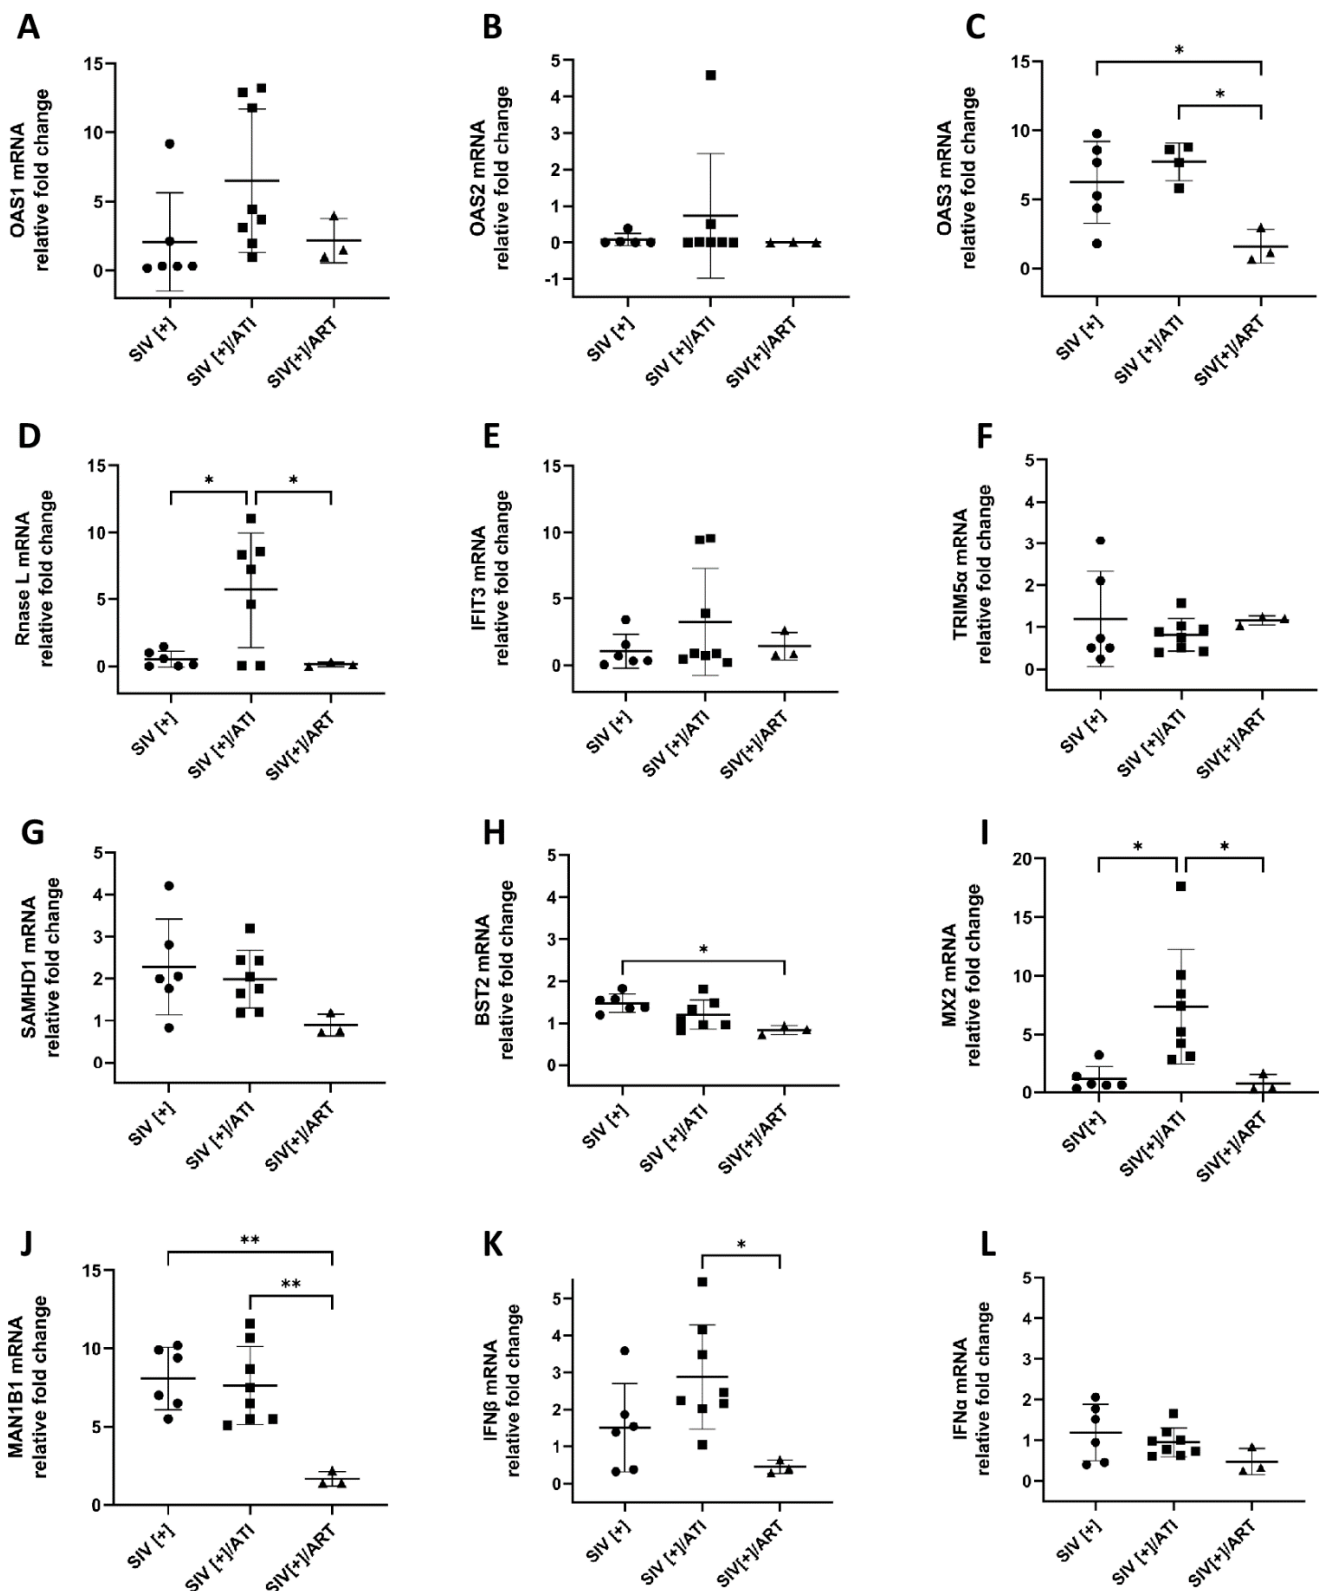 A
OAS1 mRNA
relative fold change
15
10
5
0
SIV [+]
SIV [+]/ATI
SIV[+]/ART
B
OAS2 mRNA
relative fold change
5
4
3
2
1
0
-1
SIV [+]
SIV [+]/ATI
SIV[+]/ART
C
OAS3 mRNA
relative fold change
15
10
5
0
*
*
SIV [+]
SIV [+]/ATI
SIV[+]/ART
D
Rnase L mRNA
relative fold change
15
10
5
0
*
*
SIV [+]
SIV [+]/ATI
SIV[+]/ART
E
IFIT3 mRNA
relative fold change
15
10
5
0
SIV [+]
SIV [+]/ATI
SIV[+]/ART
F
TRIM5α mRNA
relative fold change
5
4
3
2
1
0
SIV [+]
SIV [+]/ATI
SIV[+]/ART
G
SAMHD1 mRNA
relative fold change
5
4
3
2
1
0
SIV [+]
SIV [+]/ATI
SIV[+]/ART
H
BST2 mRNA
relative fold change
5
4
3
2
1
0
*
SIV [+]
SIV [+]/ATI
SIV[+]/ART
I
MX2 mRNA
relative fold change
20
15
10
5
0
*
*
SIV[+]
SIV[+]/ATI
SIV[+]/ART
J
MAN1B1 mRNA
relative fold change
15
10
5
0
**
**
SIV [+]
SIV [+]/ATI
SIV[+]/ART
K
IFNβ mRNA
relative fold change
5
4
3
2
1
0
*
SIV [+]
SIV [+]/ATI
SIV[+]/ART
L
IFNα mRNA
relative fold change
5
4
3
2
1
0
SIV [+]
SIV [+]/ATI
SIV[+]/ART